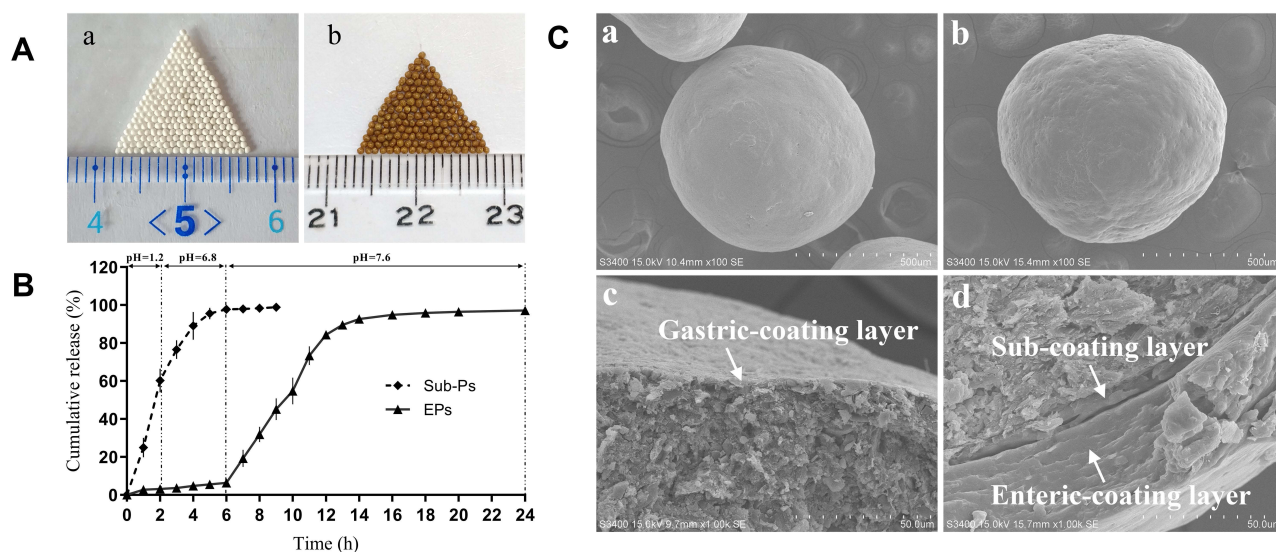 A
a
4
<5>
6
b
21
22
23
B
pH=1.2
pH=6.8
pH=7.6
Cumulative release (%)
120
100
80
60
40
20
0
0
2
4
6
8
10
12
14
16
18
20
22
24
Time (h)
Sub-Ps
EPs
C
a
S3400 15.0kV 10.4mm x100 SE
500um
b
S3400 15.0kV 15.4mm x100 SE
500um
c
Gastric-coating layer
S3400 15.0kV 9.7mm x1.00k SE
50.0um
d
Sub-coating layer
Enteric-coating layer
S3400 15.0kV 15.7mm x1.00k SE
50.0um